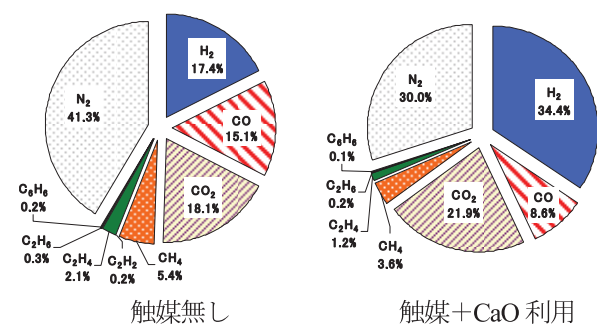 H2
17.4%
CO
15.1%
CO2
18.1%
CH4
5.4%
C2H2
0.2%
C2H4
2.1%
C2H6
0.3%
C6H6
0.2%
N2
41.3%
触媒無し
H2
34.4%
CO
8.6%
CO2
21.9%
CH4
3.6%
C2H4
1.2%
C2H6
0.2%
C6H6
0.1%
N2
30.0%
触媒+CaO 利用